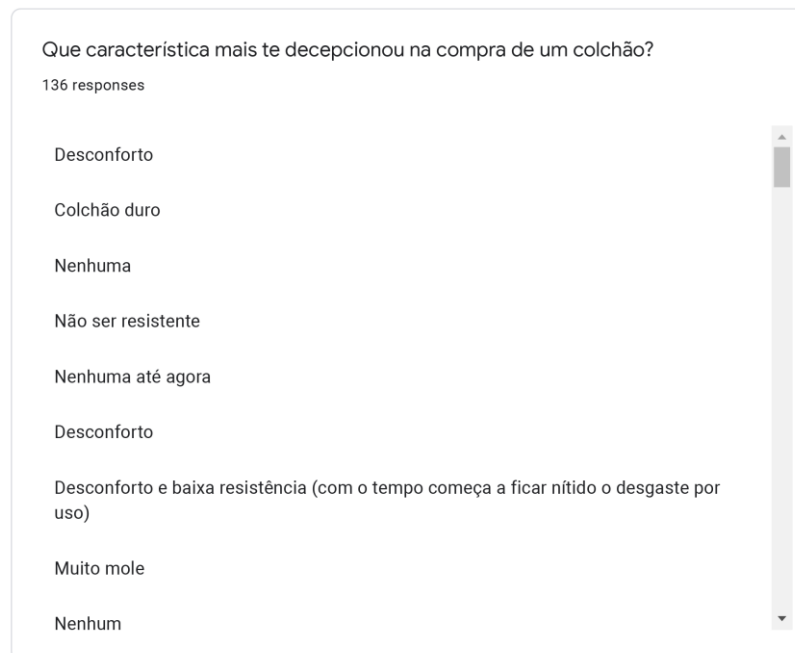 Que característica mais te decepcionou na compra de um colchão?
136 responses
Desconforto
Colchão duro
Nenhuma
Não ser resistente
Nenhuma até agora
Desconforto
Desconforto e baixa resistência (com o tempo começa a ficar nítido o desgaste por
uso)
Muito mole
Nenhum